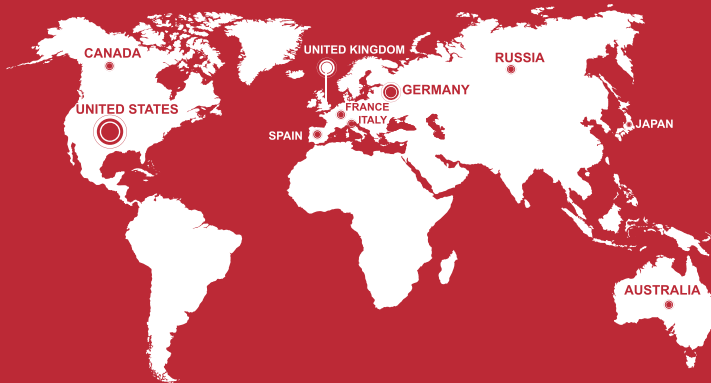 UNITED KINGDOM
CANADA
RUSSIA
GERMANY
UNITED STATES
FRANCE
ITALY
JAPAN
SPAIN
AUSTRALIA